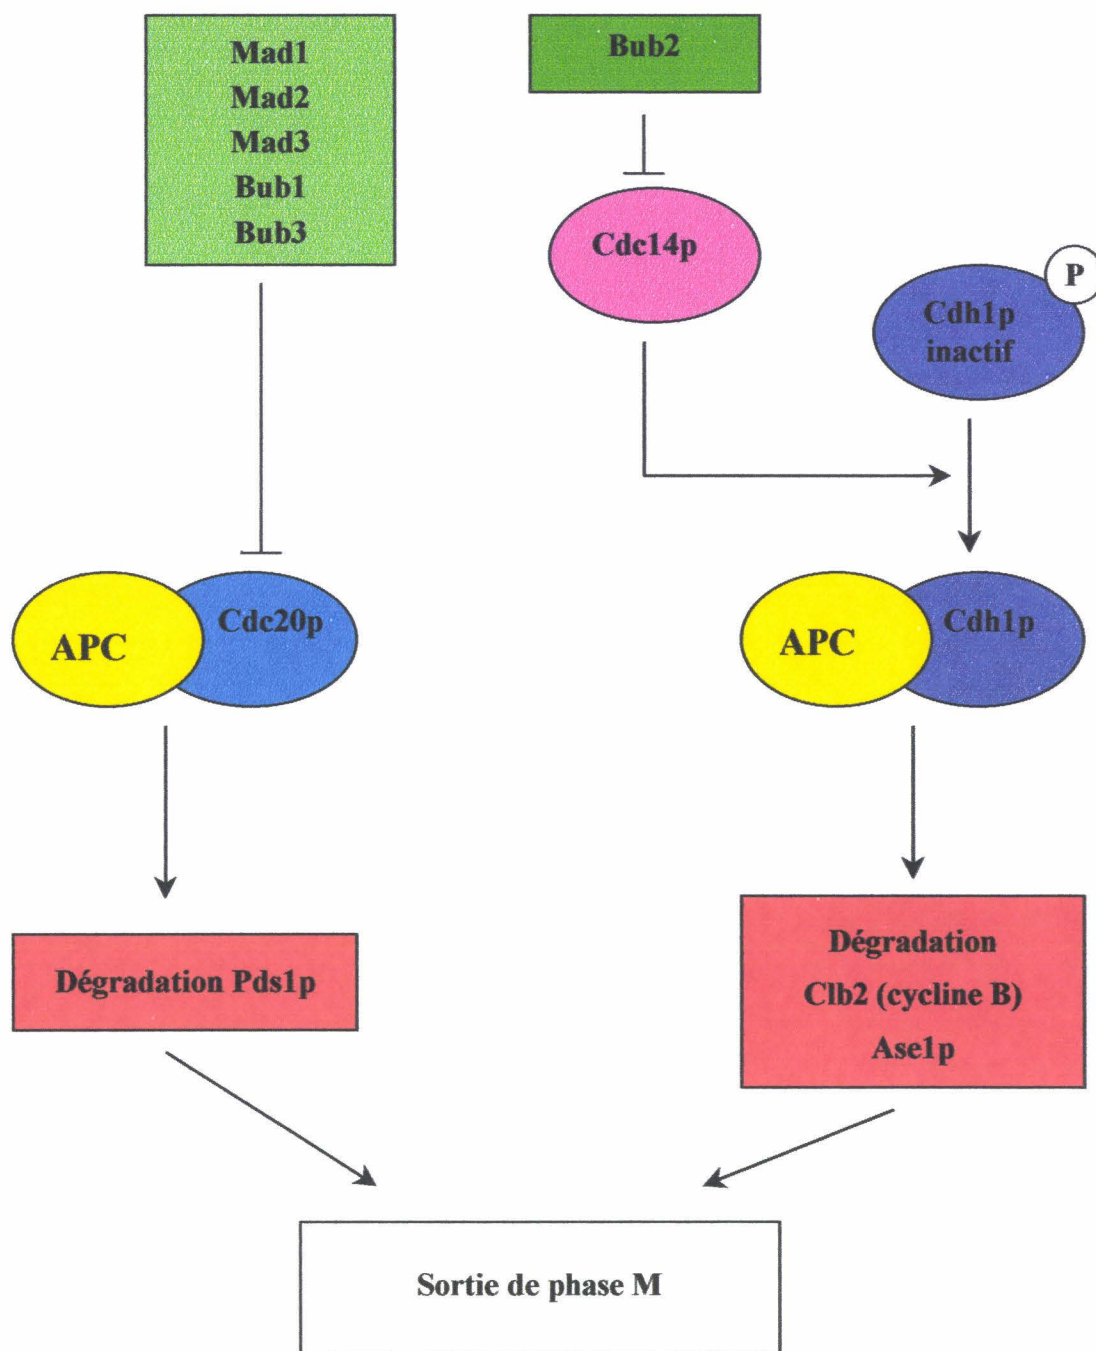 Mad1
Mad2
Mad3
Bub1
Bub3
Bub2
Cdc14p
P
Cdh1p
inactif
APC
Cdc20p
APC
Cdh1p
Dégradation Pds1p
Dégradation
Clb2 (cycline B)
Ase1p
Sortie de phase M